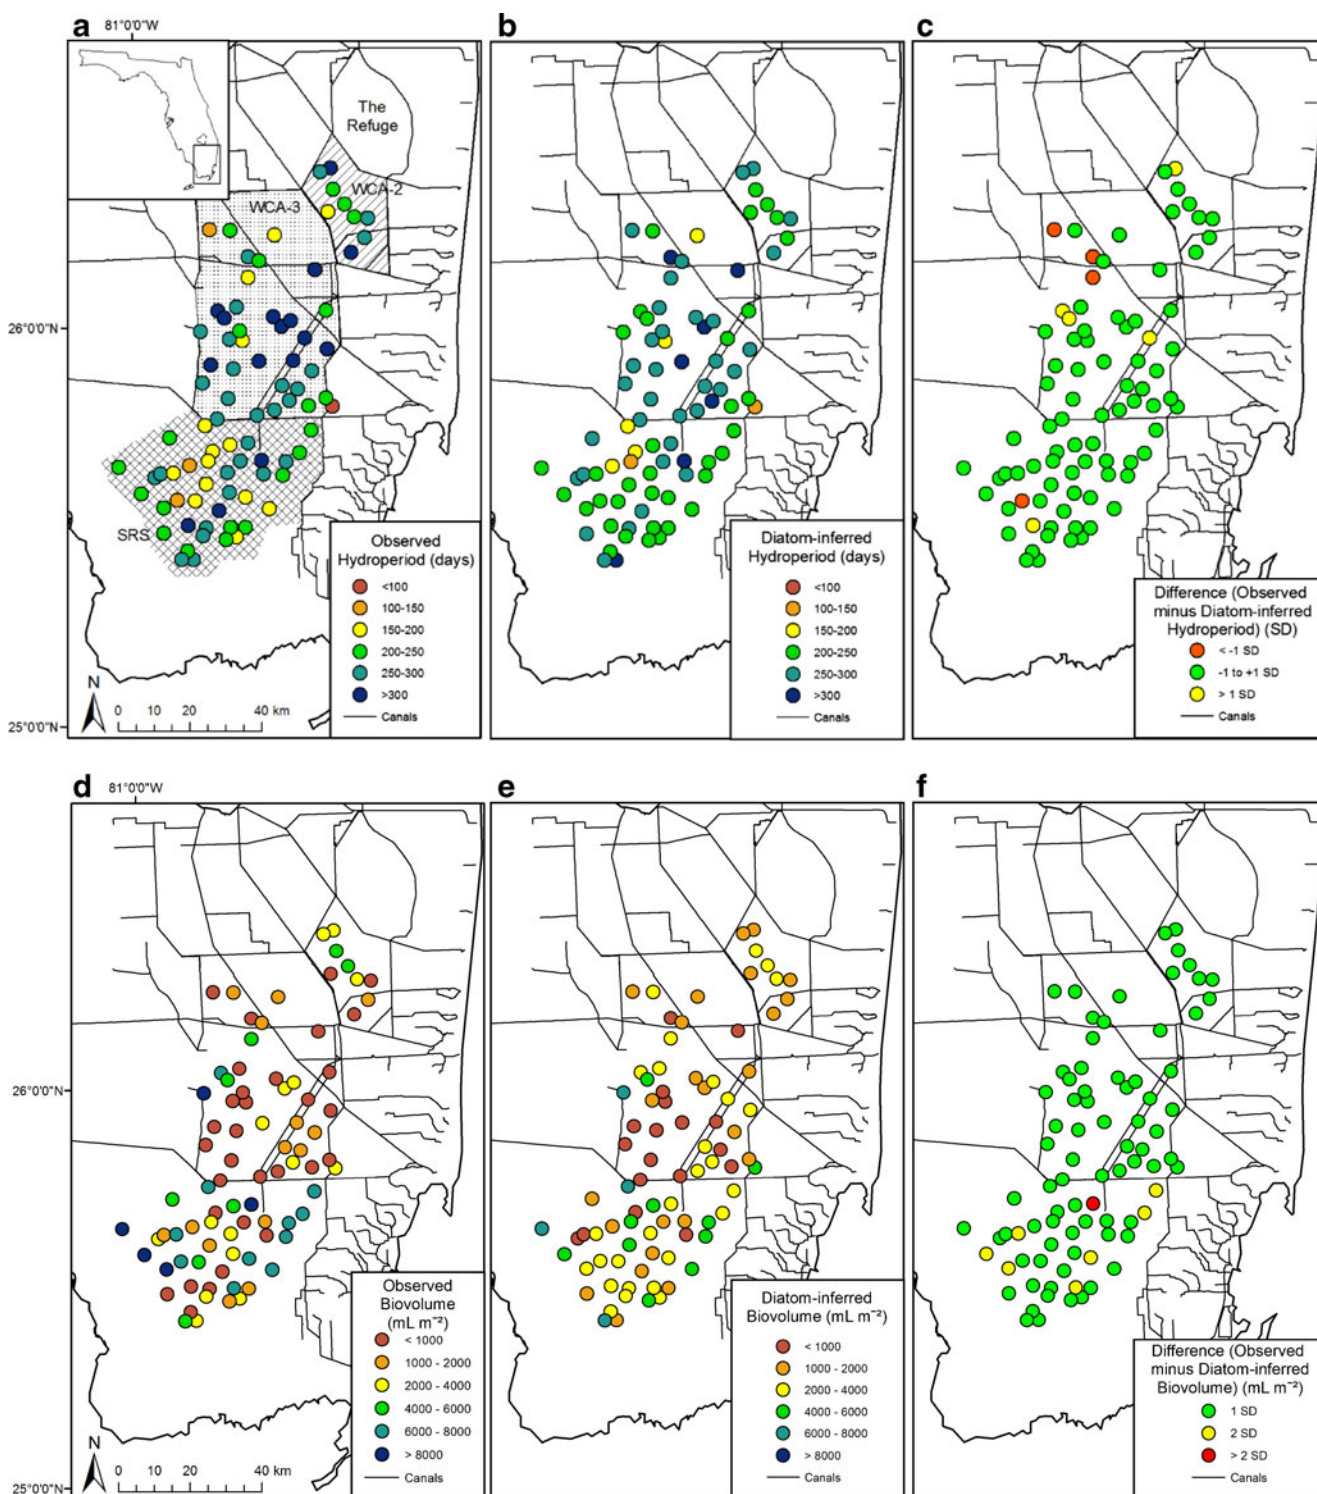 a
81°0'0"W
The
Refuge
WCA-2
WCA-3
SRS
26°0'0"N
25°0'0"N
N
0 10 20 40 km
Observed
Hydroperiod (days)
<100
100-150
150-200
200-250
250-300
>300
Canals
b
Diatom-inferred
Hydroperiod (days)
<100
100-150
150-200
200-250
250-300
>300
Canals
c
Difference (Observed
minus Diatom-inferred
Hydroperiod) (SD)
< -1 SD
-1 to +1 SD
> 1 SD
Canals
d
81°0'0"W
26°0'0"N
25°0'0"N
N
0 10 20 40 km
Observed
Biovolume
(mL m⁻²)
< 1000
1000 - 2000
2000 - 4000
4000 - 6000
6000 - 8000
> 8000
Canals
e
Diatom-inferred
Biovolume (mL m⁻²)
< 1000
1000 - 2000
2000 - 4000
4000 - 6000
6000 - 8000
> 8000
Canals
f
Difference (Observed
minus Diatom-inferred
Biovolume) (mL m⁻²)
1 SD
2 SD
> 2 SD
Canals